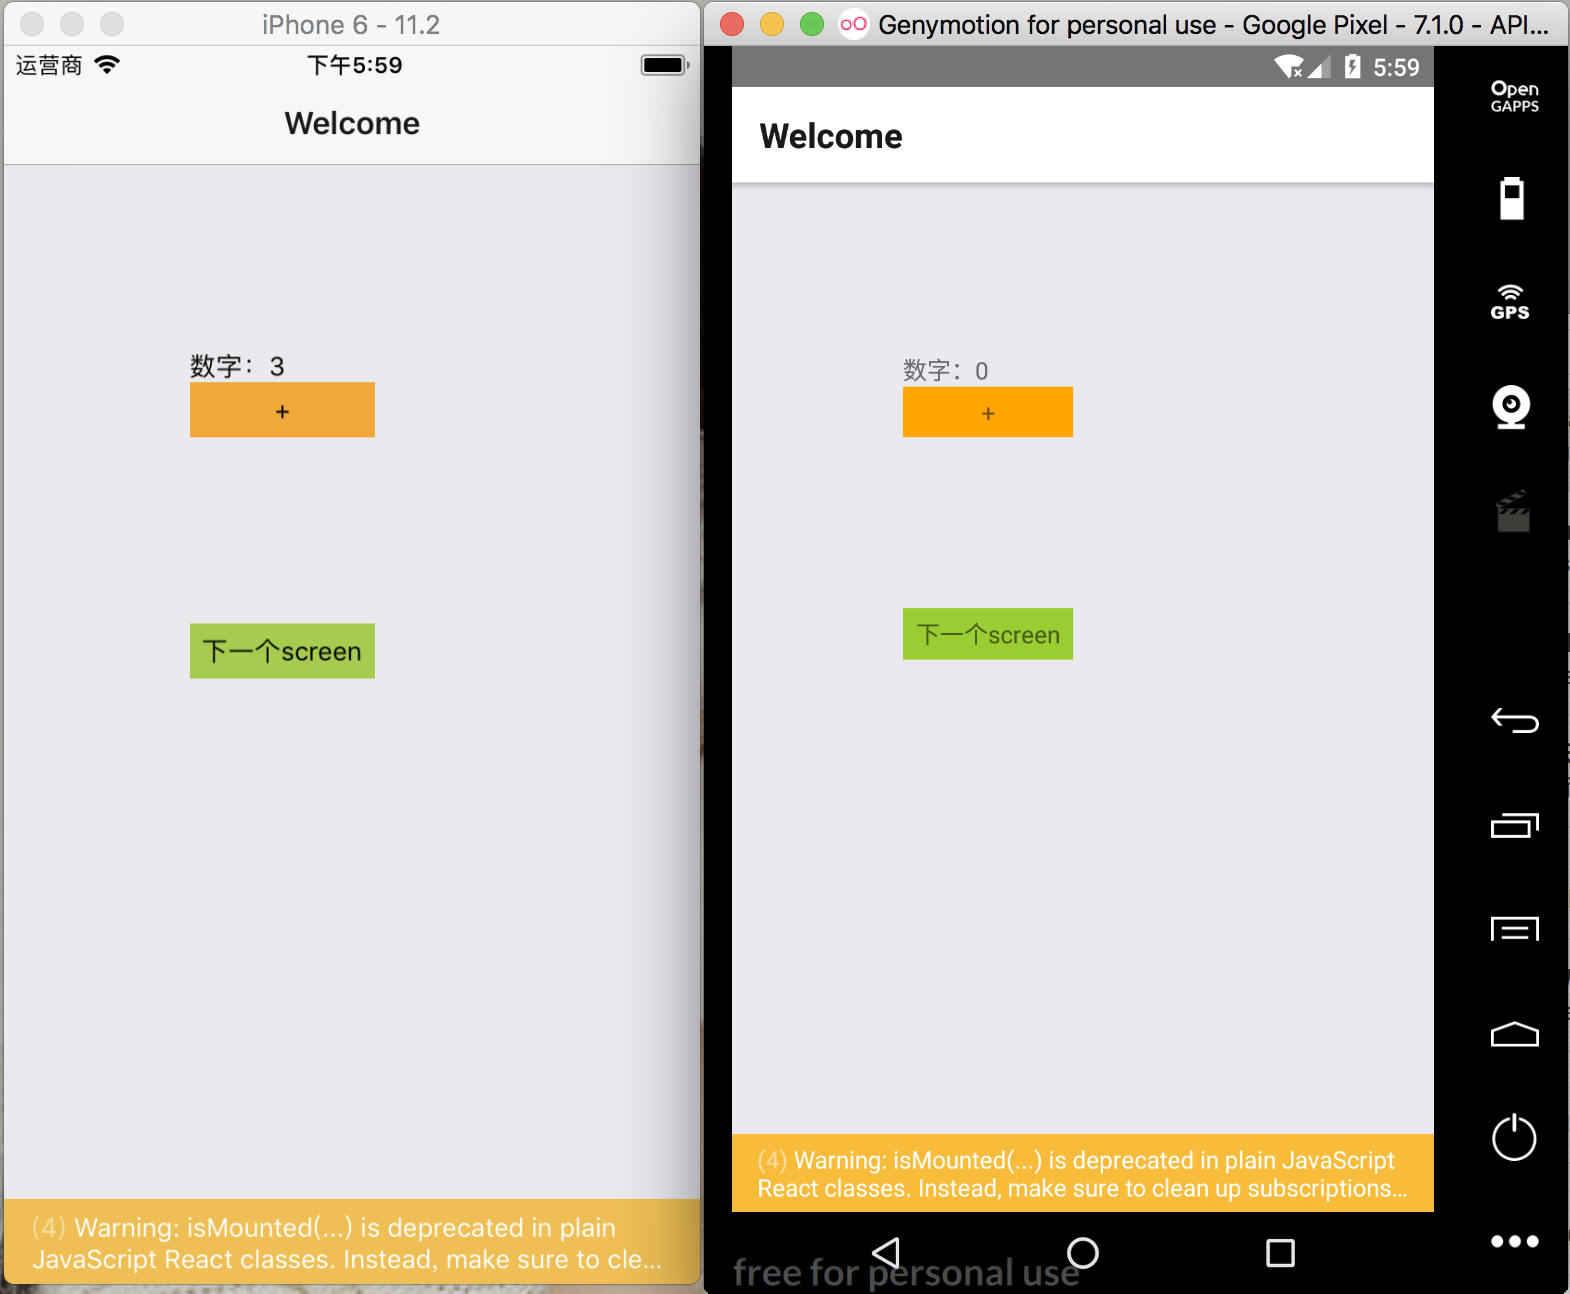 iPhone 6 - 11.2
运营商
下午5:59
Welcome
数字：3
+
下一个screen
(4) Warning: isMounted(...) is deprecated in plain
JavaScript React classes. Instead, make sure to cle...
Genymotion for personal use - Google Pixel - 7.1.0 - API...
5:59
Welcome
数字：0
+
下一个screen
(4) Warning: isMounted(...) is deprecated in plain JavaScript
React classes. Instead, make sure to clean up subscriptions...
free for personal use
Open
GAPPS
GPS